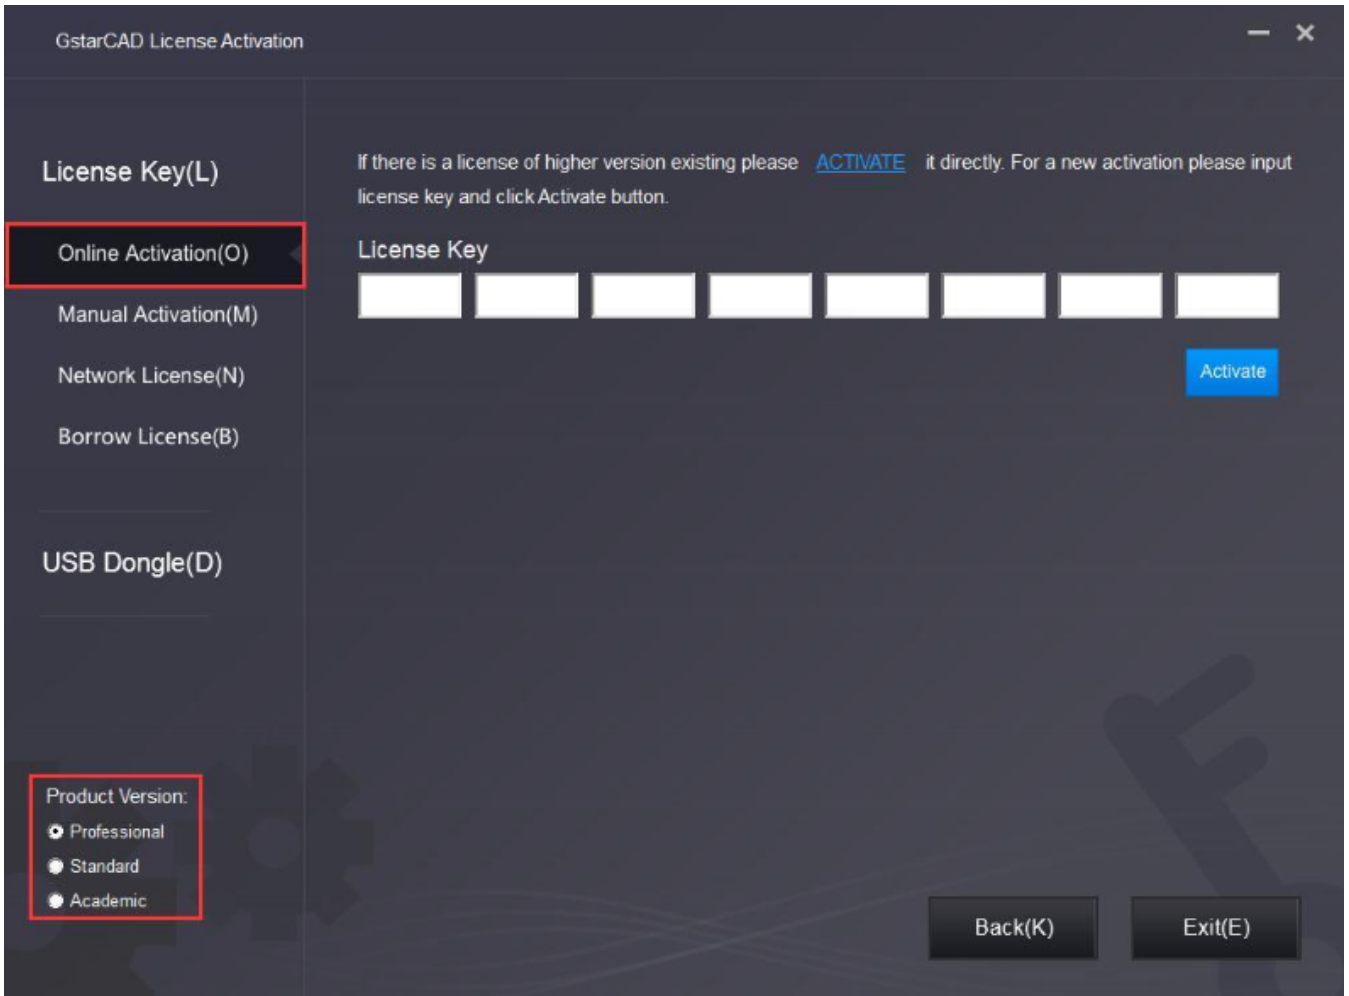 GstarCAD License Activation
License Key(L)
Online Activation(O)
Manual Activation(M)
Network License(N)
Borrow License(B)
USB Dongle(D)
Product Version:
Professional
Standard
Academic
If there is a license of higher version existing please ACTIVATE it directly. For a new activation please input
license key and click Activate button.
License Key
Activate
Back(K)
Exit(E)